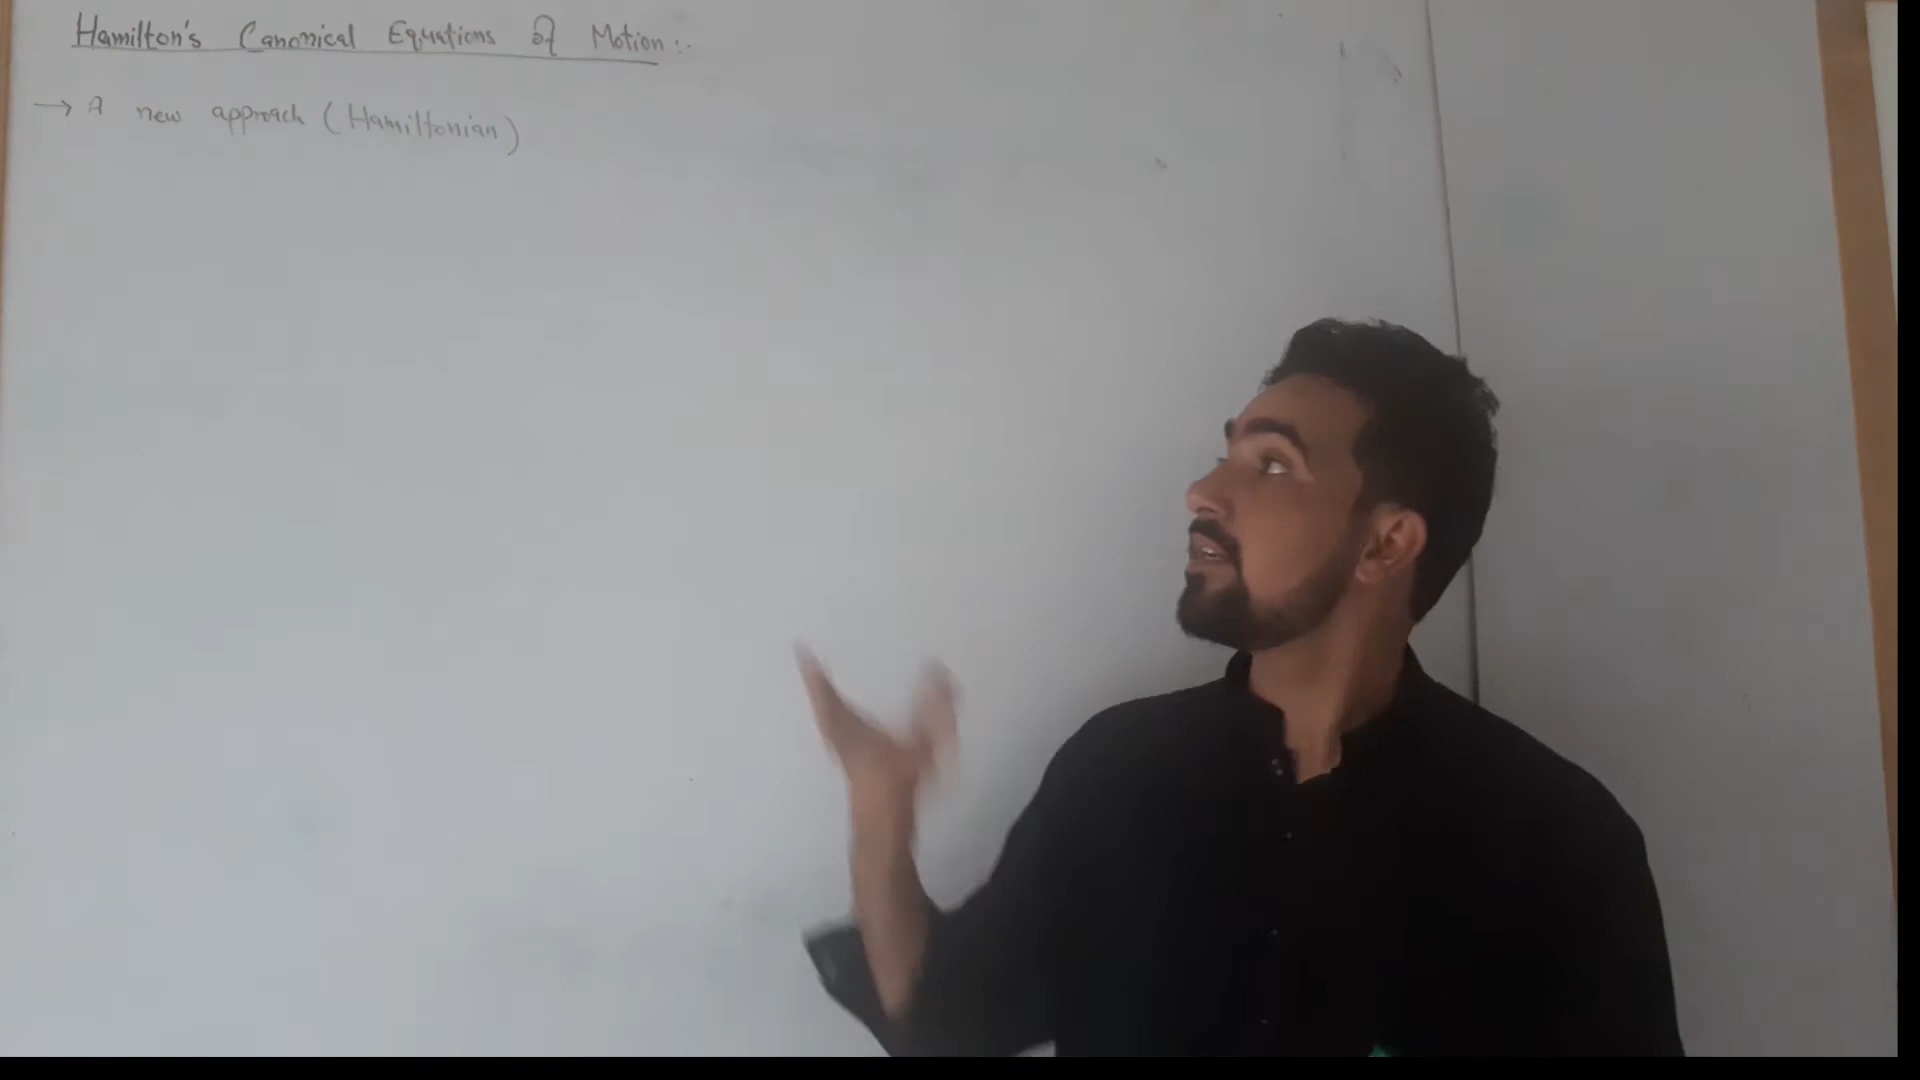 Hamilton's Canonical Equations of Motion :-
→ A new approach (Hamiltonian)